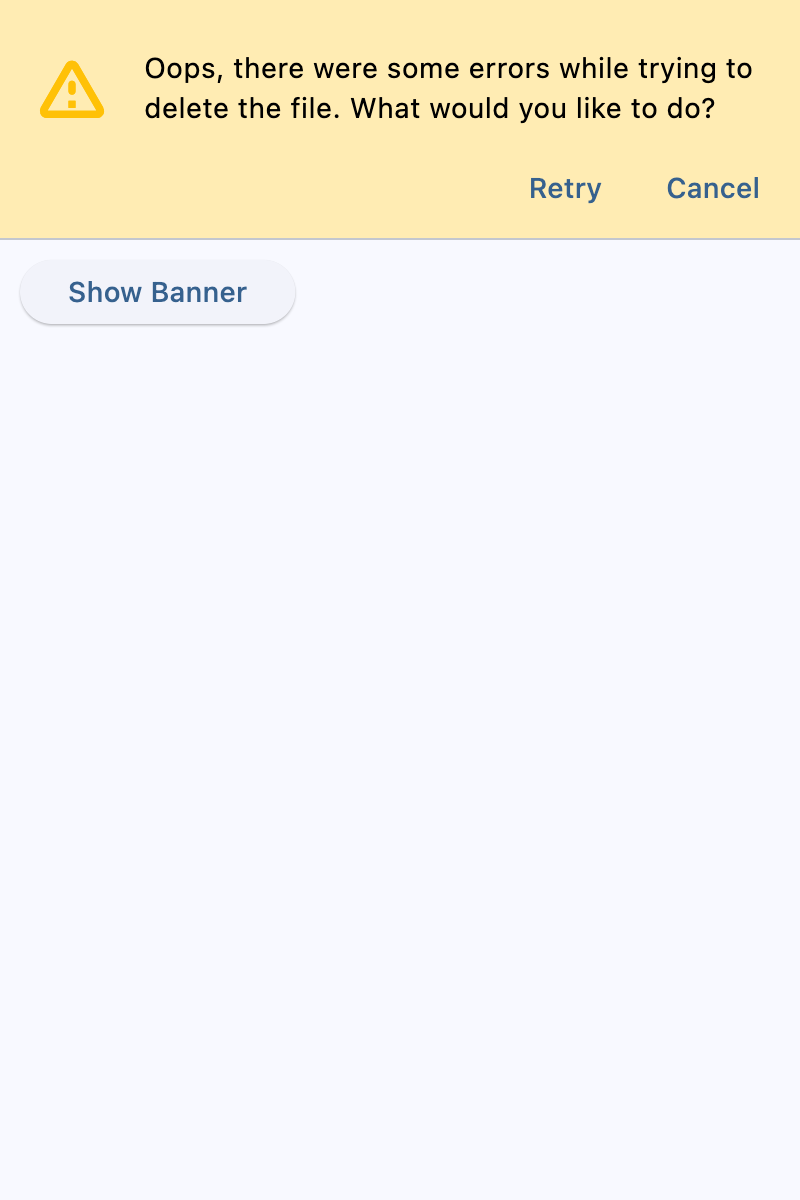 Oops, there were some errors while trying to
delete the file. What would you like to do?
Retry Cancel
Show Banner